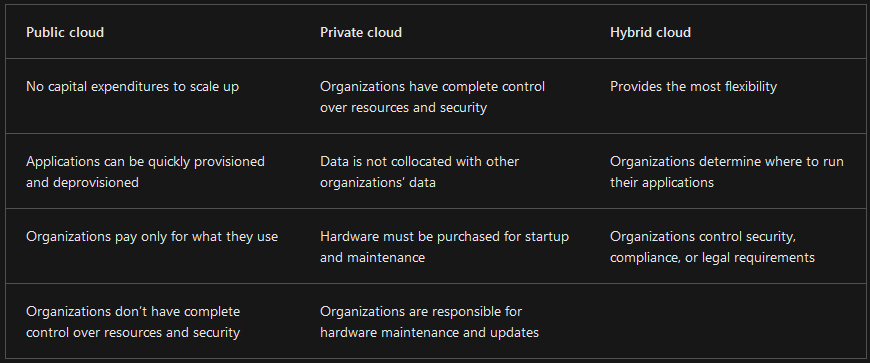 Public cloud
Private cloud
Hybrid cloud
No capital expenditures to scale up
Organizations have complete control
over resources and security
Provides the most flexibility
Applications can be quickly provisioned
and deprovisioned
Data is not collocated with other
organizations’ data
Organizations determine where to run
their applications
Organizations pay only for what they use
Hardware must be purchased for startup
and maintenance
Organizations control security,
compliance, or legal requirements
Organizations don’t have complete
control over resources and security
Organizations are responsible for
hardware maintenance and updates